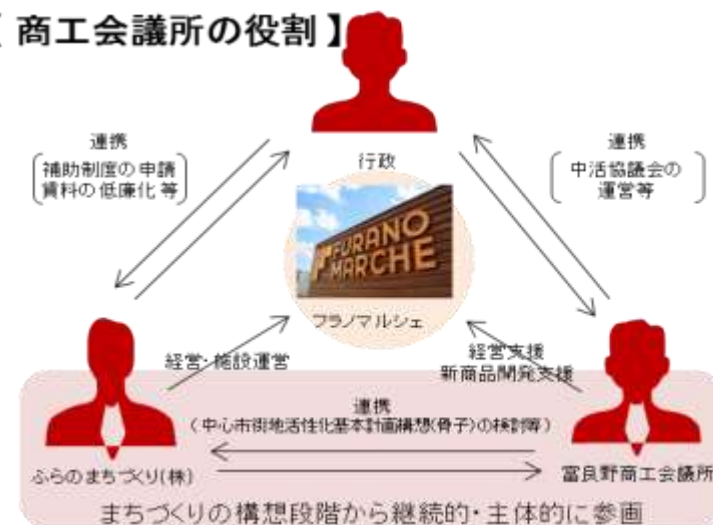 【商工会議所の役割】
連携
補助制度の申請
賃料の低廉化 等
行政
連携
中活協議会の
運営等
FURANO
MARCHE
フラノマルシェ
経営・施設運営
経営支援
新商品開発支援
連携
(中心市街地活性化基本計画構想(骨子)の検討等)
ふらのまちづくり(株)
富良野商工会議所
まちづくりの構想段階から継続的・主体的に参画